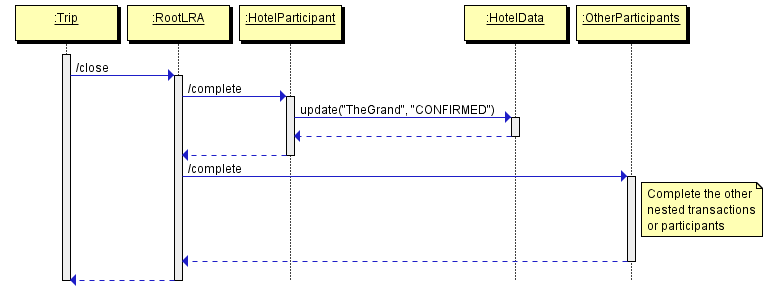 :Trip
:RootLRA
:HotelParticipant
:HotelData
:OtherParticipants
/close
/complete
update("TheGrand", "CONFIRMED")
/complete
Complete the other
nested transactions
or participants